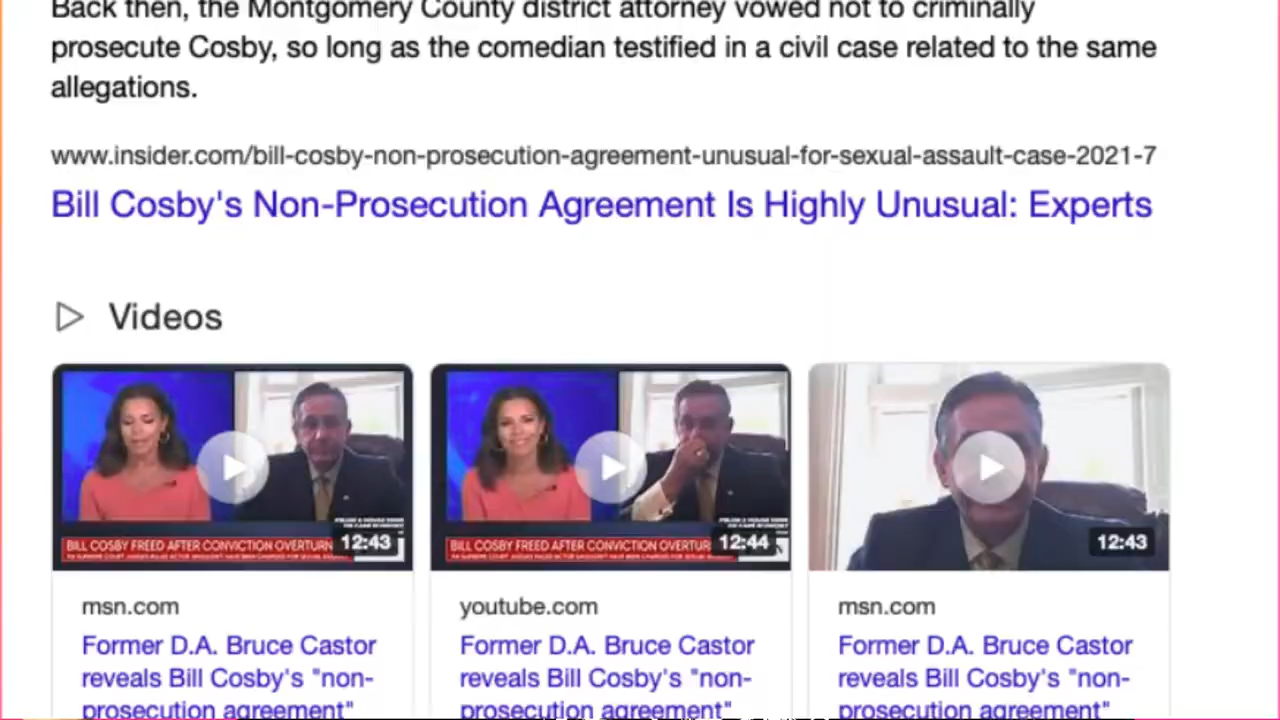 Back then, the Montgomery County district attorney vowed not to criminally
prosecute Cosby, so long as the comedian testified in a civil case related to the same
allegations.
www.insider.com/bill-cosby-non-prosecution-agreement-unusual-for-sexual-assault-case-2021-7
Bill Cosby's Non-Prosecution Agreement Is Highly Unusual: Experts
Videos
BILL COSBY FREED AFTER CONVICTION OVERTURN
12:43
BILL COSBY FREED AFTER CONVICTION OVERTUR
12:44
12:43
msn.com
Former D.A. Bruce Castor
reveals Bill Cosby's "non-
prosecution agreement"
youtube.com
Former D.A. Bruce Castor
reveals Bill Cosby's "non-
prosecution agreement"
msn.com
Former D.A. Bruce Castor
reveals Bill Cosby's "non-
prosecution agreement"